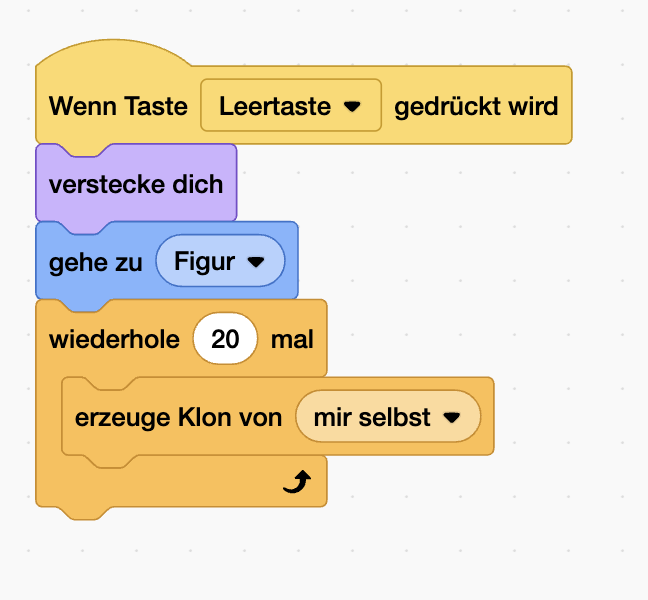 Wenn Taste Leertaste gedrückt wird
verstecke dich
gehe zu Figur
wiederhole 20 mal
erzeuge Klon von mir selbst